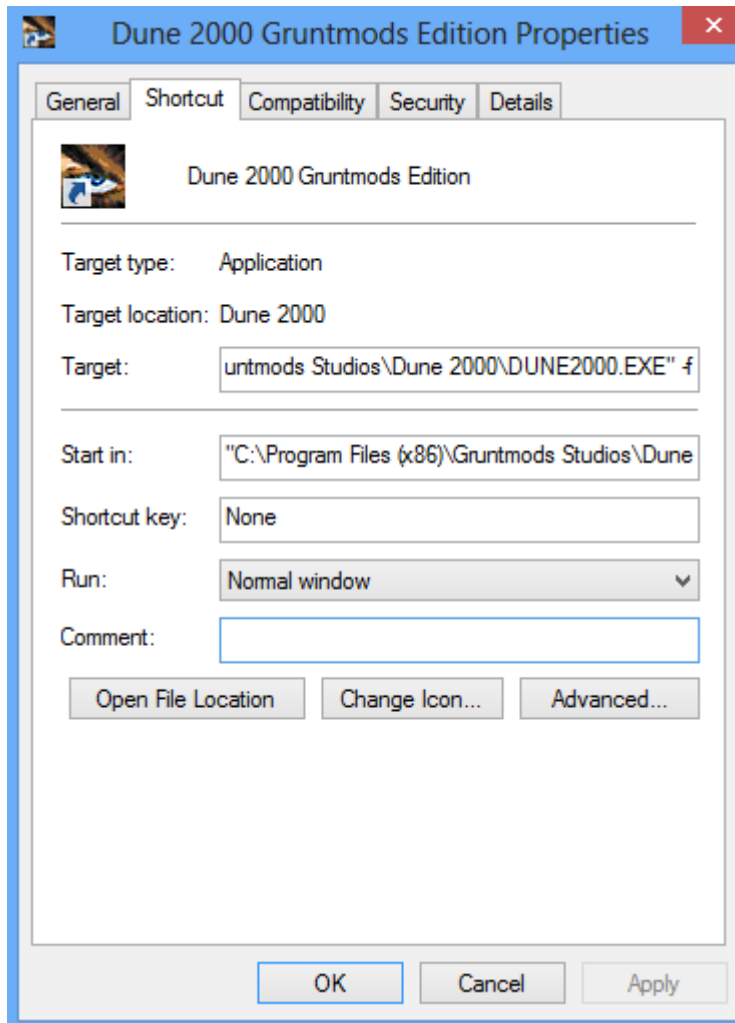 Dune 2000 Gruntmods Edition Properties
General Shortcut Compatibility Security Details
Dune 2000 Gruntmods Edition
Target type: Application
Target location: Dune 2000
Target: untmods Studios\Dune 2000\DUNE2000.EXE" -f
Start in: "C:\Program Files (x86)\Gruntmods Studios\Dune
Shortcut key: None
Run: Normal window
Comment:
Open File Location Change Icon... Advanced...
OK Cancel Apply